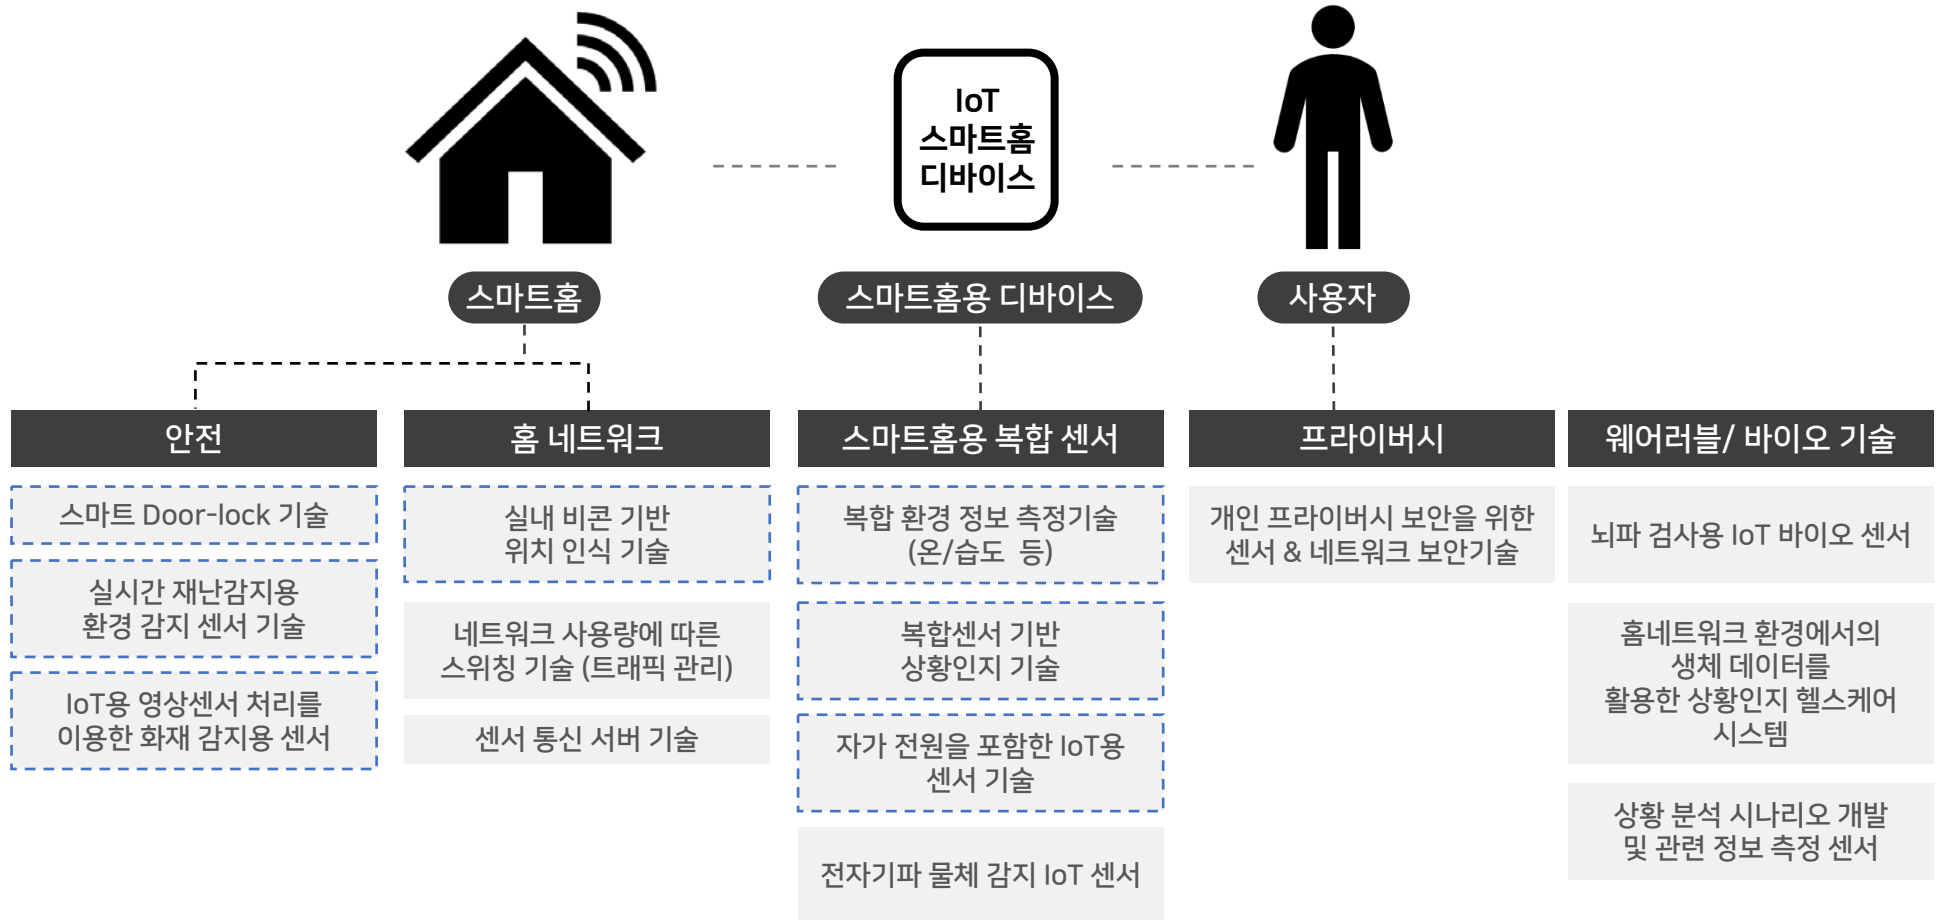 IoT
스마트홈
디바이스
스마트홈
스마트홈용 디바이스
사용자
안전
스마트 Door-lock 기술
실시간 재난감지용
환경 감지 센서 기술
IoT용 영상센서 처리를
이용한 화재 감지용 센서
홈 네트워크
실내 비콘 기반
위치 인식 기술
네트워크 사용량에 따른
스위칭 기술 (트래픽 관리)
센서 통신 서버 기술
스마트홈용 복합 센서
복합 환경 정보 측정기술
(온/습도 등)
복합센서 기반
상황인지 기술
자가 전원을 포함한 IoT용
센서 기술
전자기파 물체 감지 IoT 센서
프라이버시
개인 프라이버시 보안을 위한
센서 & 네트워크 보안기술
웨어러블/ 바이오 기술
뇌파 검사용 IoT 바이오 센서
홈네트워크 환경에서의
생체 데이터를
활용한 상황인지 헬스케어
시스템
상황 분석 시나리오 개발
및 관련 정보 측정 센서